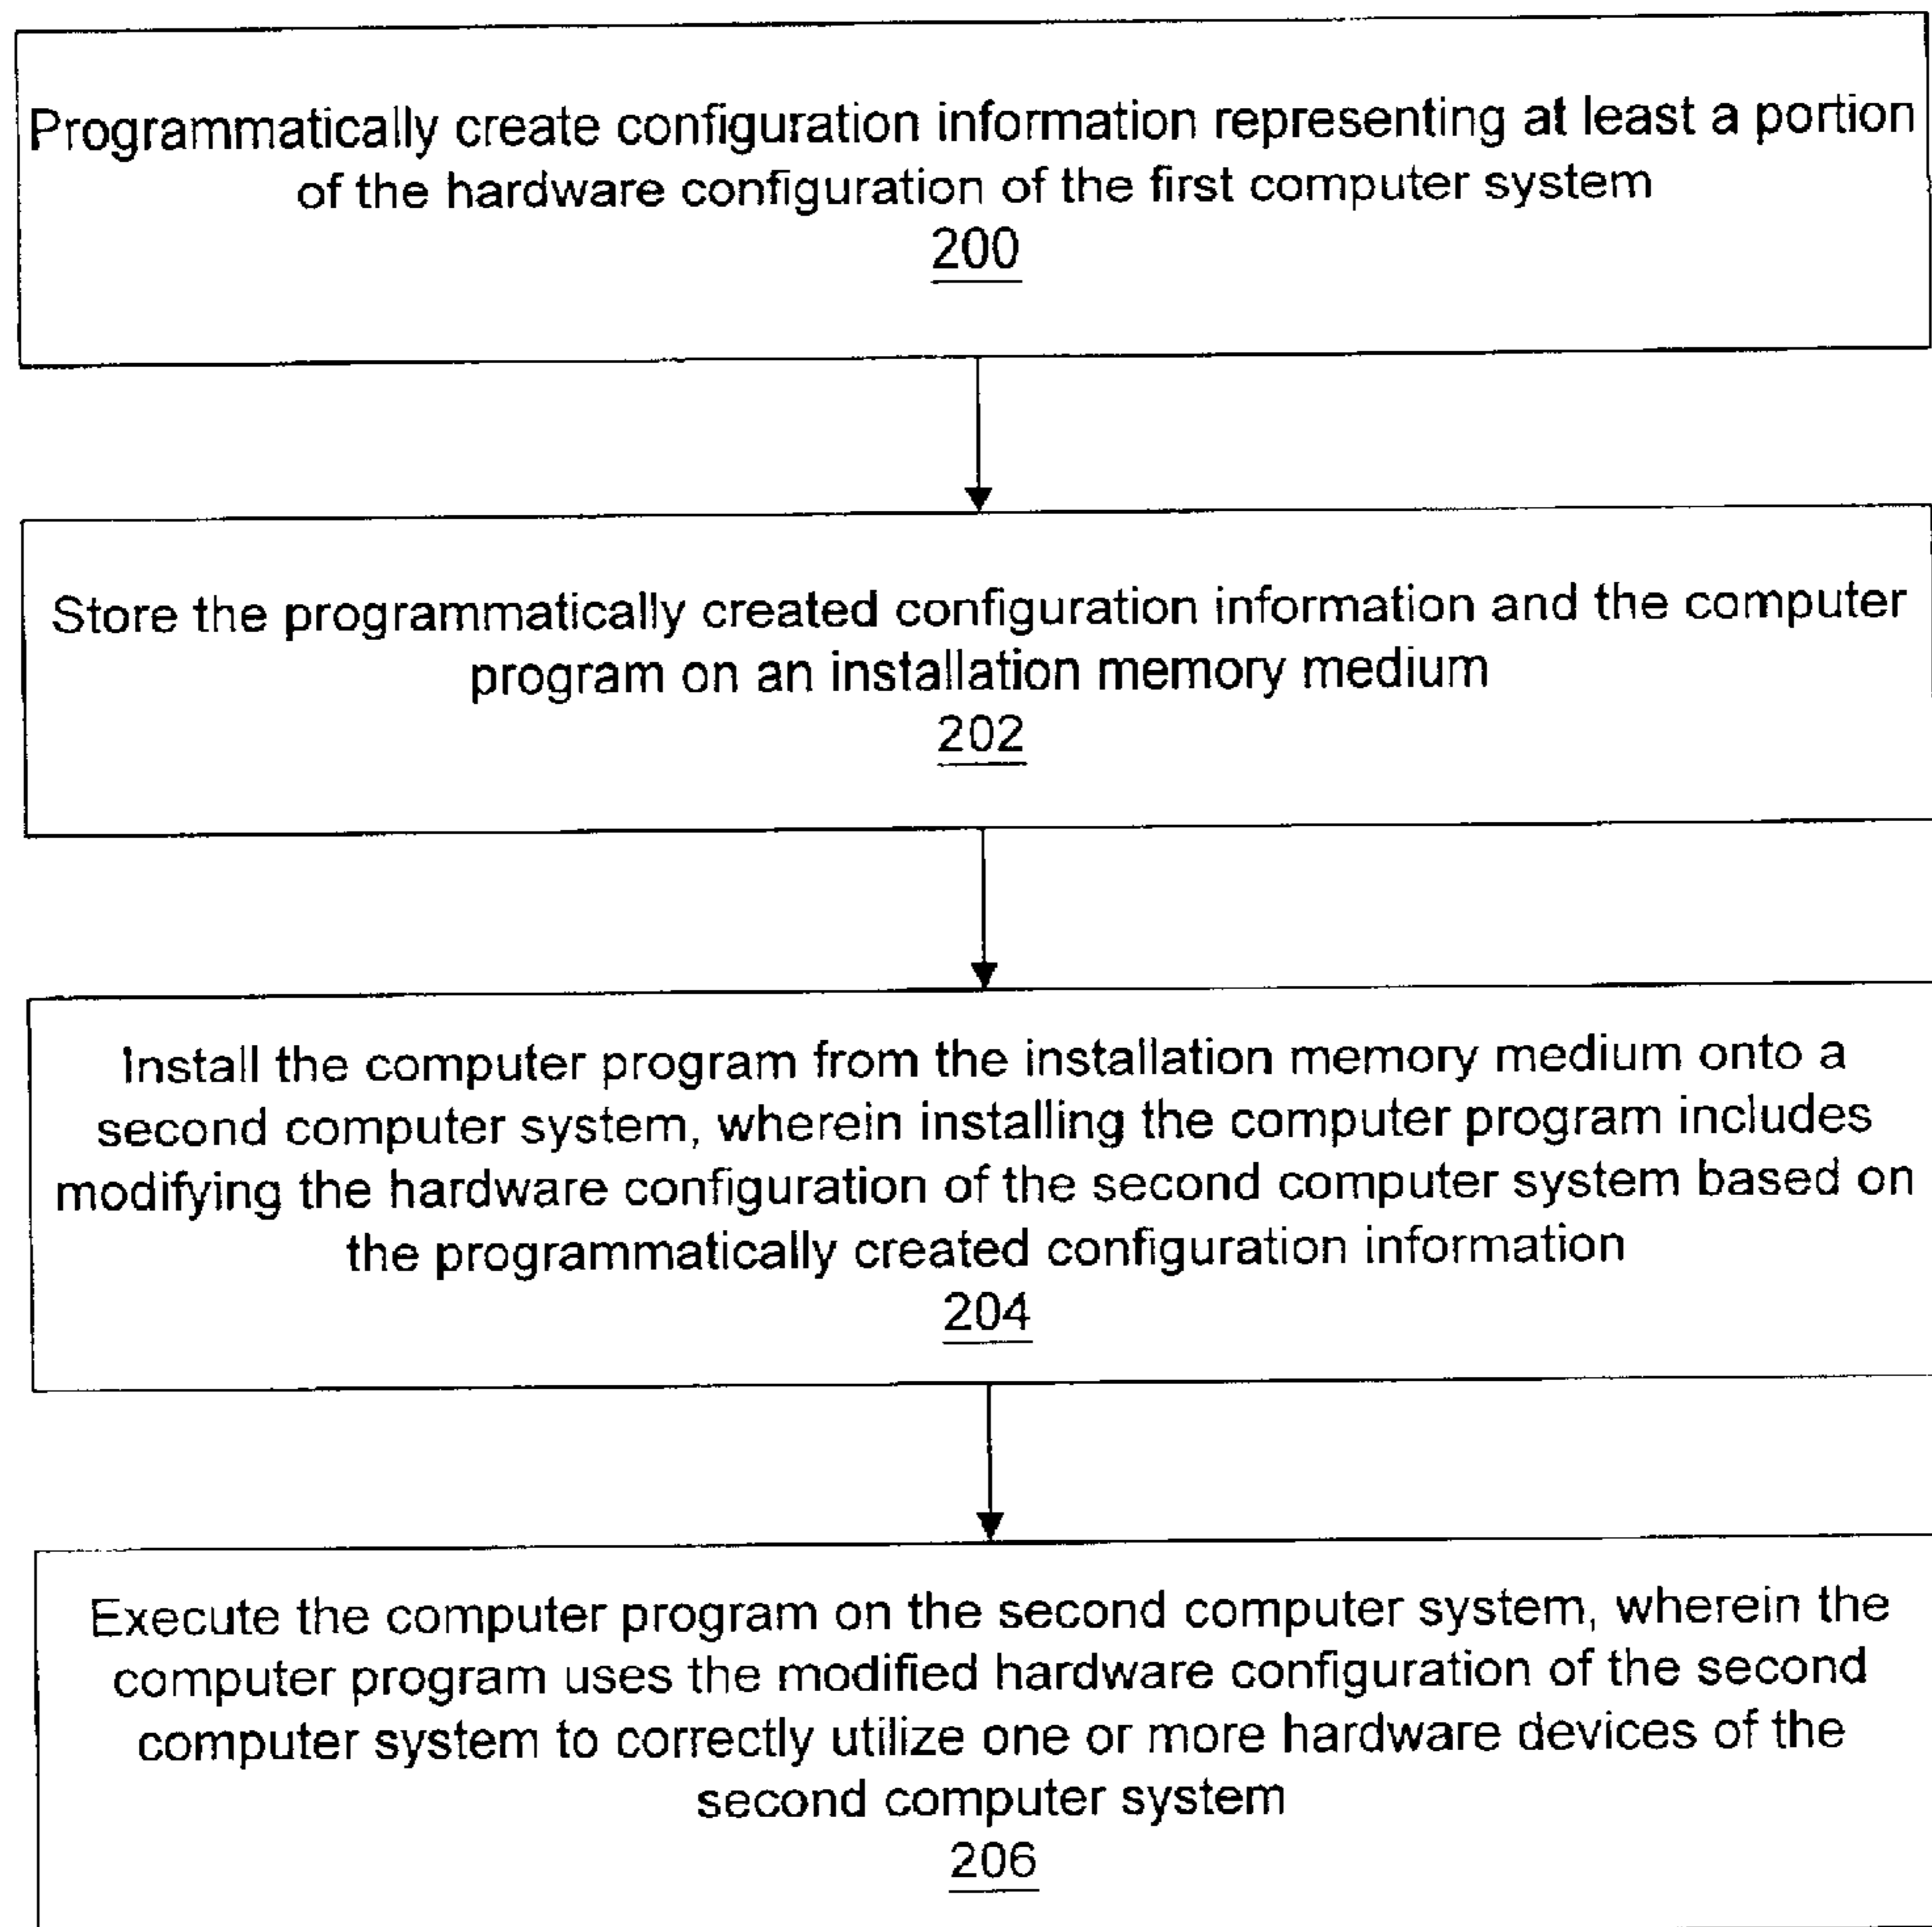 Programmatically create configuration information representing at least a portion
of the hardware configuration of the first computer system
200
Store the programmatically created configuration information and the computer
program on an installation memory medium
202
Install the computer program from the installation memory medium onto a
second computer system, wherein installing the computer program includes
modifying the hardware configuration of the second computer system based on
the programmatically created configuration information
204
Execute the computer program on the second computer system, wherein the
computer program uses the modified hardware configuration of the second
computer system to correctly utilize one or more hardware devices of the
second computer system
206